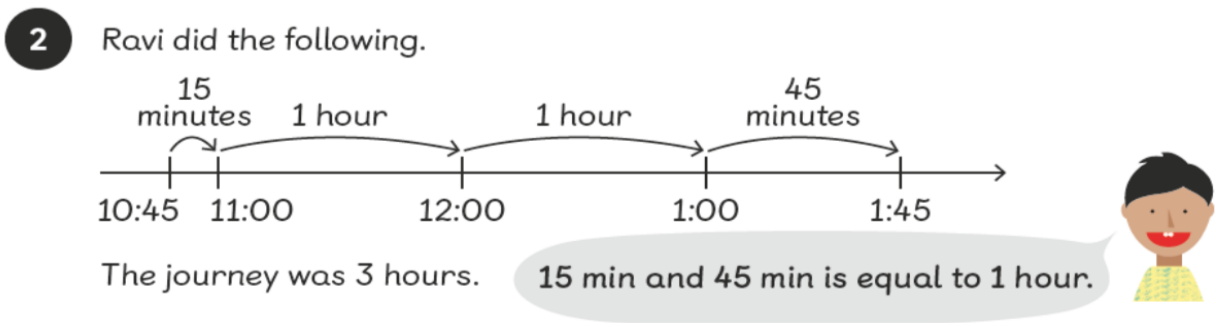 2 Ravi did the following.
15 minutes 1 hour 1 hour 45 minutes
10:45 11:00 12:00 1:00 1:45
The journey was 3 hours.
15 min and 45 min is equal to 1 hour.